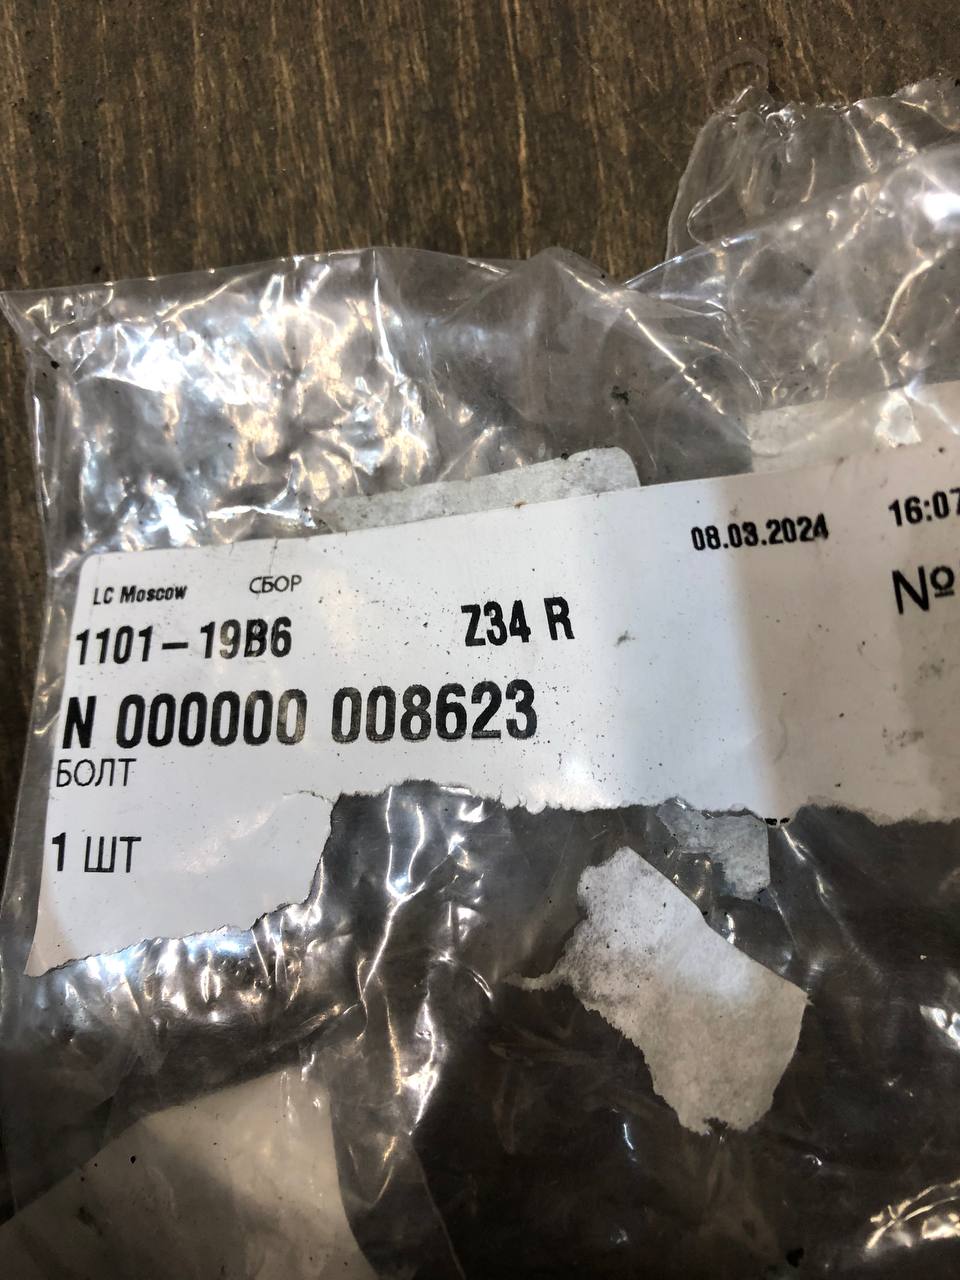 08.03.2024 16:07
LC Moscow СБОР
№
1101-19B6 Z34 R
N 000000 008623
БОЛТ
1 ШТ